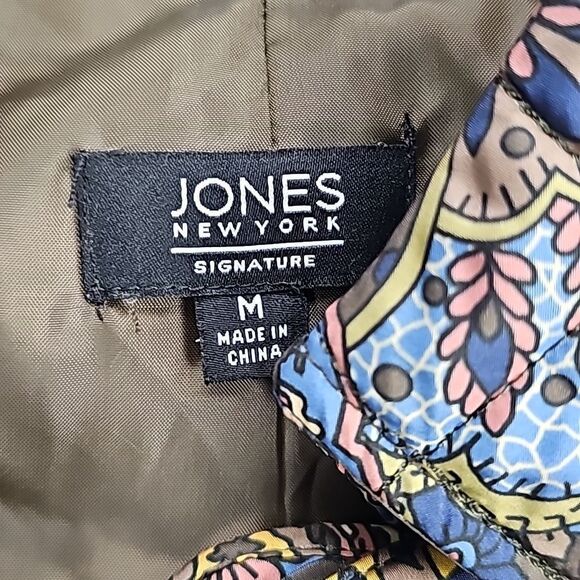 JONES
NEW YORK
SIGNATURE
M
MADE IN
CHINA